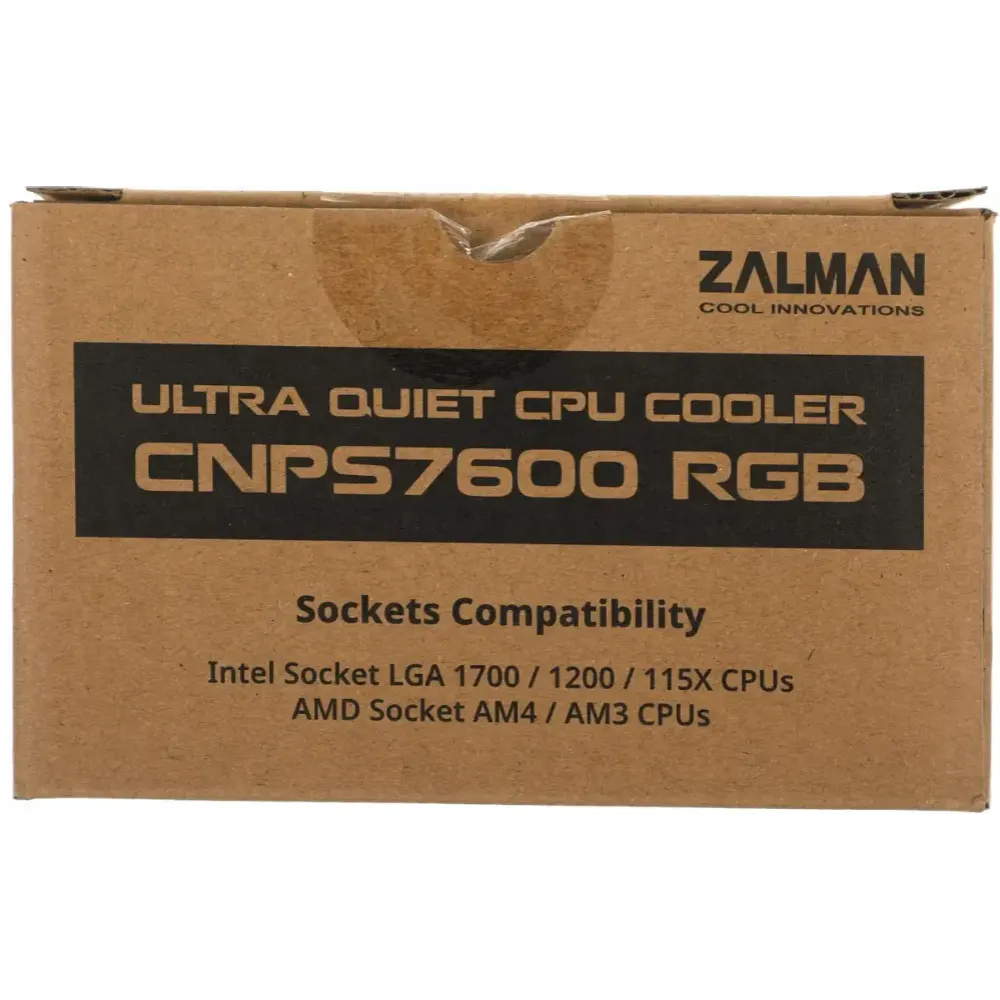 ZALMAN
COOL INNOVATIONS
ULTRA QUIET CPU COOLER
CNPS7600 RGB
Sockets Compatibility
Intel Socket LGA 1700 / 1200 / 115X CPUs
AMD Socket AM4 / AM3 CPUs